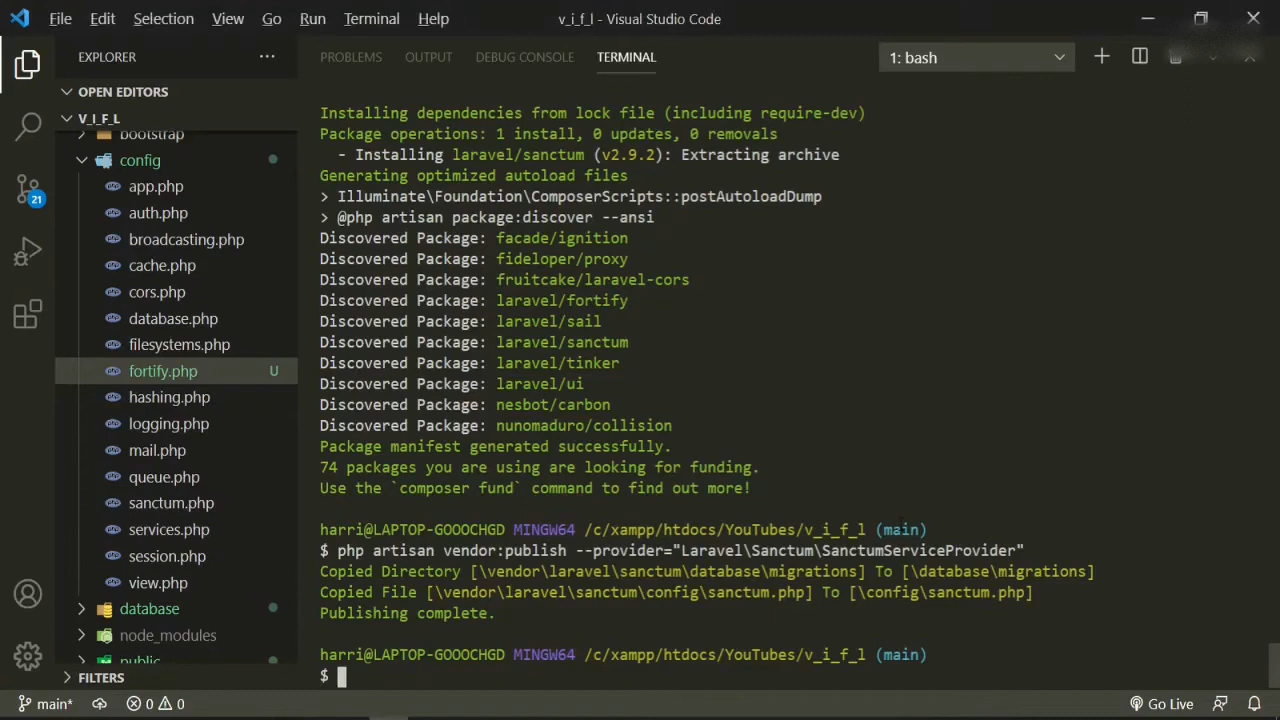 File Edit Selection View Go Run Terminal Help
v_i_f_l - Visual Studio Code
EXPLORER
OPEN EDITORS
V_I_F_L
bootstrap
config
app.php
auth.php
broadcasting.php
cache.php
cors.php
database.php
filesystems.php
fortify.php U
hashing.php
logging.php
mail.php
queue.php
sanctum.php
services.php
session.php
view.php
database
node_modules
public
FILTERS
21
PROBLEMS OUTPUT DEBUG CONSOLE TERMINAL
1: bash
Installing dependencies from lock file (including require-dev)
Package operations: 1 install, 0 updates, 0 removals
- Installing laravel/sanctum (v2.9.2): Extracting archive
Generating optimized autoload files
> Illuminate\Foundation\ComposerScripts::postAutoloadDump
> @php artisan package:discover --ansi
Discovered Package: facade/ignition
Discovered Package: fideloper/proxy
Discovered Package: fruitcake/laravel-cors
Discovered Package: laravel/fortify
Discovered Package: laravel/sail
Discovered Package: laravel/sanctum
Discovered Package: laravel/tinker
Discovered Package: laravel/ui
Discovered Package: nesbot/carbon
Discovered Package: nunomaduro/collision
Package manifest generated successfully.
74 packages you are using are looking for funding.
Use the `composer fund` command to find out more!
harri@LAPTOP-GOOOCHGD MINGW64 /c/xampp/htdocs/YouTubes/v_i_f_l (main)
$ php artisan vendor:publish --provider="Laravel\Sanctum\SanctumServiceProvider"
Copied Directory [\vendor\laravel\sanctum\database\migrations] To [\database\migrations]
Copied File [\vendor\laravel\sanctum\config\sanctum.php] To [\config\sanctum.php]
Publishing complete.
harri@LAPTOP-GOOOCHGD MINGW64 /c/xampp/htdocs/YouTubes/v_i_f_l (main)
$
main* 0 0 Go Live